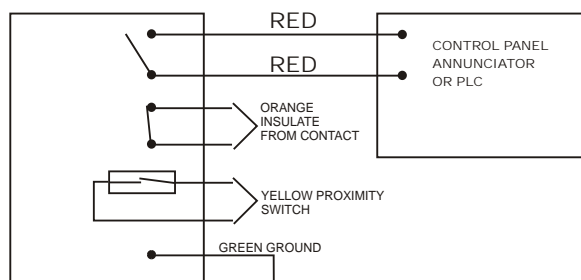 RED
CONTROL PANEL
ANNUNCIATOR
OR PLC
RED
ORANGE
INSULATE
FROM CONTACT
YELLOW PROXIMITY
SWITCH
GREEN GROUND